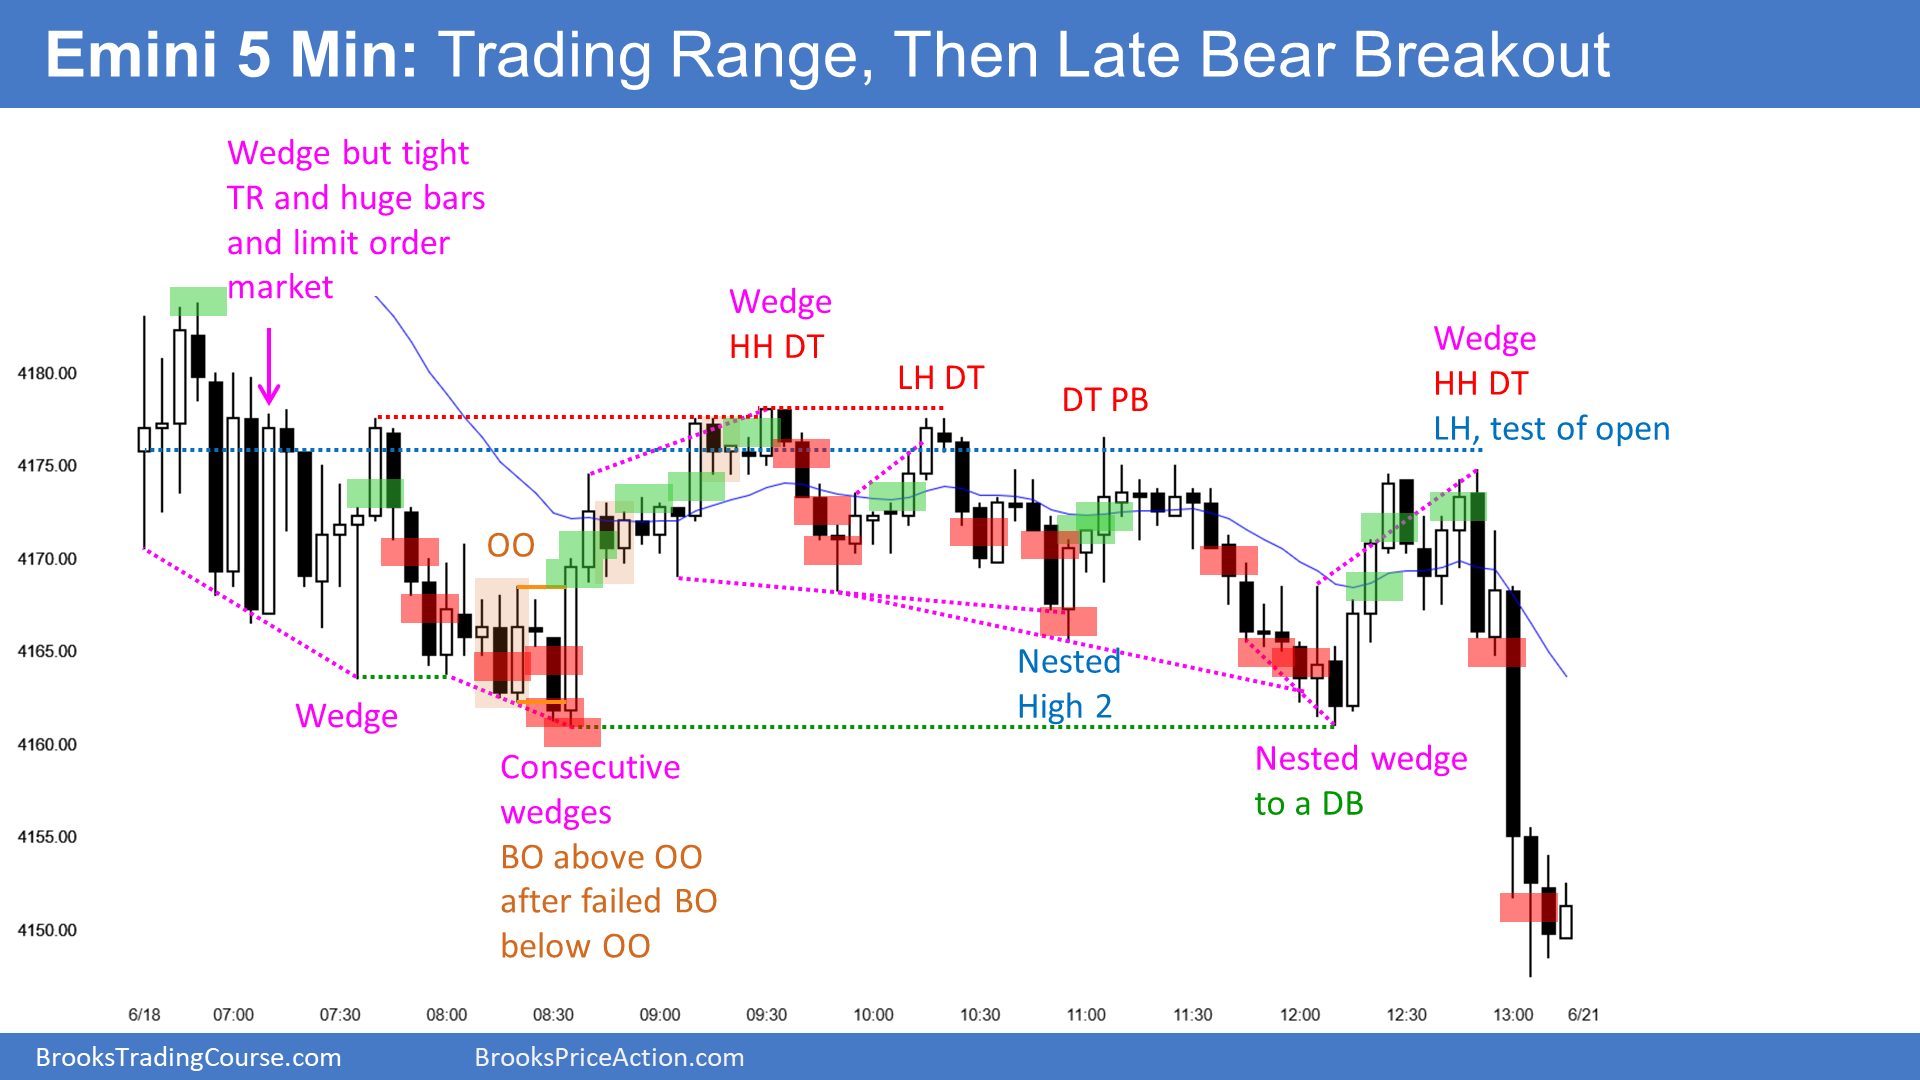 Emini 5 Min: Trading Range, Then Late Bear Breakout
Wedge but tight
TR and huge bars
and limit order
market
Wedge
HH DT
LH DT
DT PB
Wedge
HH DT
LH, test of open
4180.00
4175.00
4170.00
4165.00
4160.00
4155.00
4150.00
OO
Wedge
Consecutive
wedges
BO above OO
after failed BO
below OO
Nested
High 2
Nested wedge
to a DB
6/18 07:00 07:30 08:00 08:30 09:00 09:30 10:00 10:30 11:00 11:30 12:00 12:30 13:00 6/21
BrooksTradingCourse.com BrooksPriceAction.com